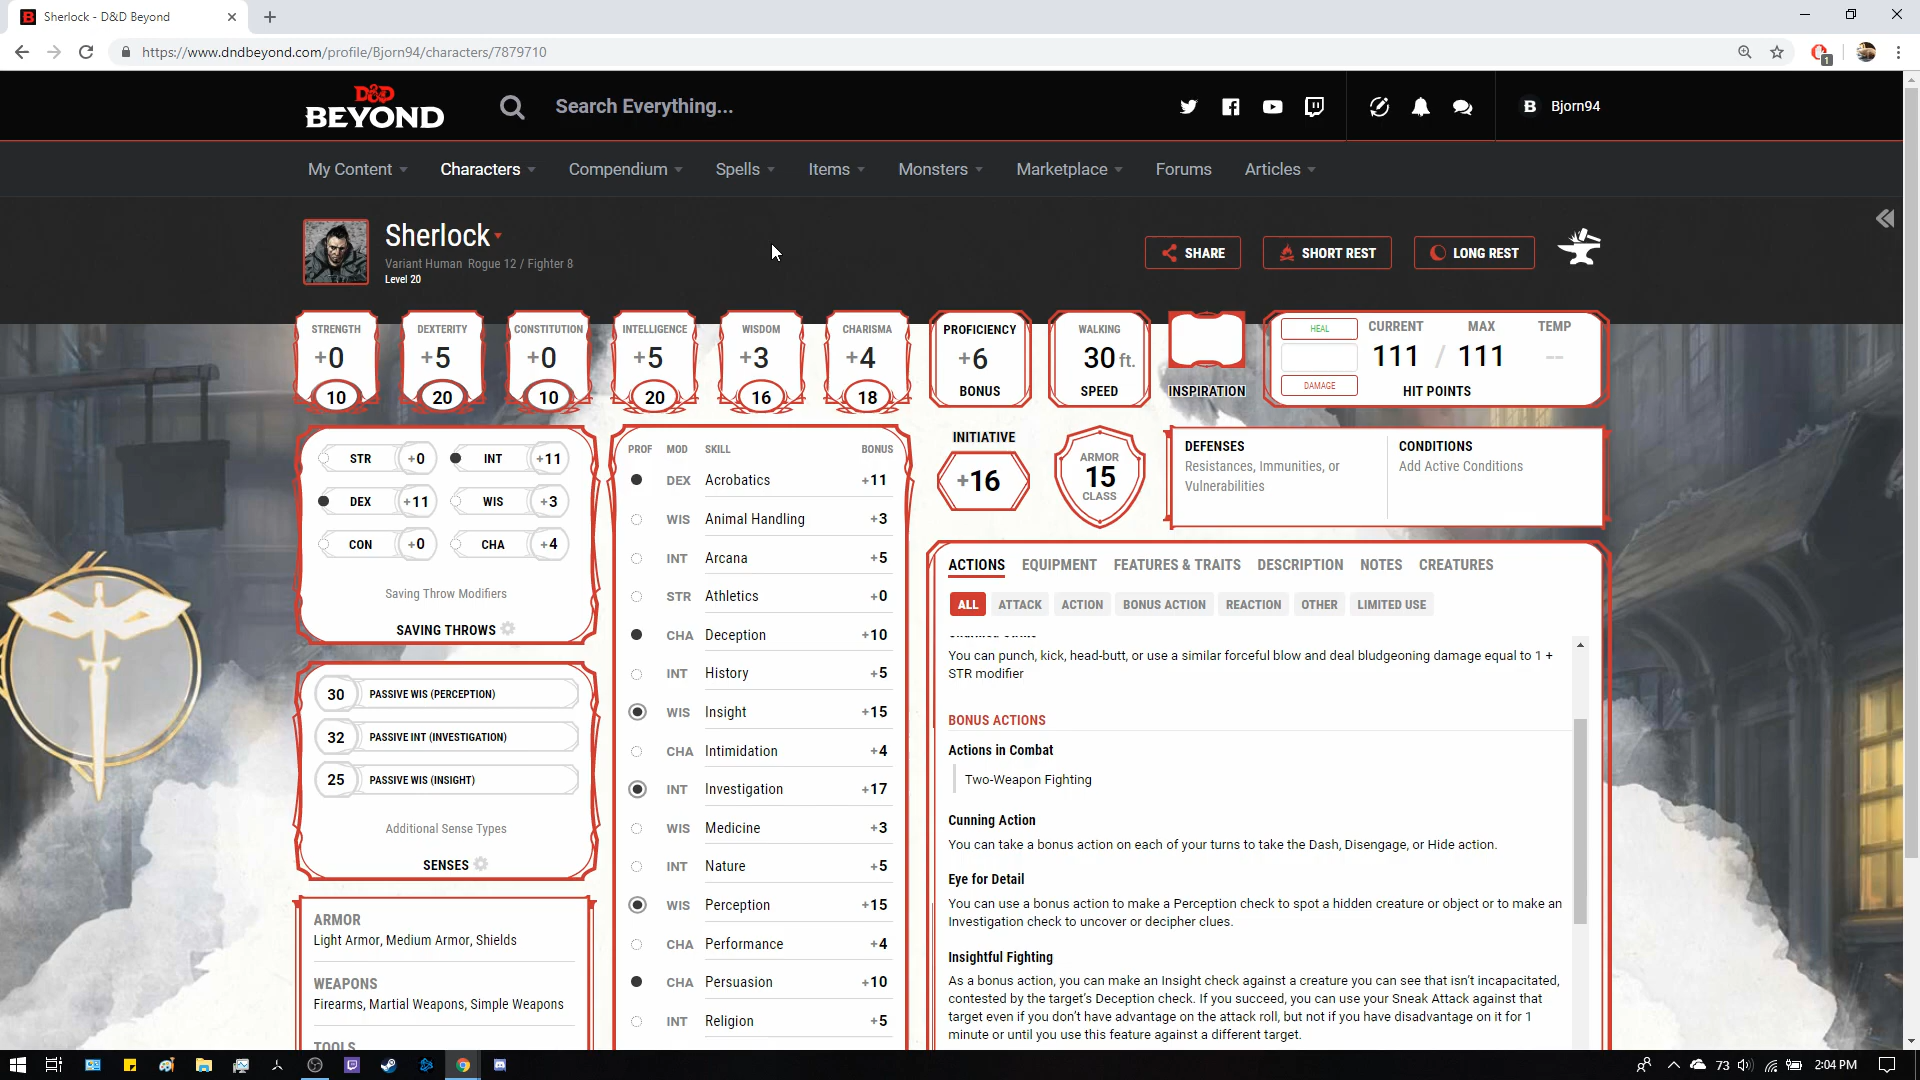 Sherlock - D&D Beyond
https://www.dndbeyond.com/profile/Bjorn94/characters/7879710
1
D&D
BEYOND
Search Everything...
B Bjorn94
My Content
Characters
Compendium
Spells
Items
Monsters
Marketplace
Forums
Articles
Sherlock
Variant Human Rogue 12 / Fighter 8
Level 20
SHARE
SHORT REST
LONG REST
STRENGTH
+0
10
DEXTERITY
+5
20
CONSTITUTION
+0
10
INTELLIGENCE
+5
20
WISDOM
+3
16
CHARISMA
+4
18
PROFICIENCY
+6
BONUS
WALKING
30 ft.
SPEED
INSPIRATION
HEAL
DAMAGE
CURRENT MAX TEMP
111 / 111 --
HIT POINTS
STR +0
INT +11
DEX +11
WIS +3
CON +0
CHA +4
Saving Throw Modifiers
SAVING THROWS
30 PASSIVE WIS (PERCEPTION)
32 PASSIVE INT (INVESTIGATION)
25 PASSIVE WIS (INSIGHT)
Additional Sense Types
SENSES
ARMOR
Light Armor, Medium Armor, Shields
WEAPONS
Firearms, Martial Weapons, Simple Weapons
TOOLS
PROF MOD SKILL BONUS
DEX Acrobatics +11
WIS Animal Handling +3
INT Arcana +5
STR Athletics +0
CHA Deception +10
INT History +5
WIS Insight +15
CHA Intimidation +4
INT Investigation +17
WIS Medicine +3
INT Nature +5
WIS Perception +15
CHA Performance +4
CHA Persuasion +10
INT Religion +5
INITIATIVE
+16
ARMOR
15
CLASS
DEFENSES
Resistances, Immunities, or
Vulnerabilities
CONDITIONS
Add Active Conditions
ACTIONS EQUIPMENT FEATURES & TRAITS DESCRIPTION NOTES CREATURES
ALL ATTACK ACTION BONUS ACTION REACTION OTHER LIMITED USE
You can punch, kick, head-butt, or use a similar forceful blow and deal bludgeoning damage equal to 1 +
STR modifier
BONUS ACTIONS
Actions in Combat
Two-Weapon Fighting
Cunning Action
You can take a bonus action on each of your turns to take the Dash, Disengage, or Hide action.
Eye for Detail
You can use a bonus action to make a Perception check to spot a hidden creature or object or to make an
Investigation check to uncover or decipher clues.
Insightful Fighting
As a bonus action, you can make an Insight check against a creature you can see that isn't incapacitated,
contested by the target's Deception check. If you succeed, you can use your Sneak Attack against that
target even if you don't have advantage on the attack roll, but not if you have disadvantage on it for 1
minute or until you use this feature against a different target.
73
2:04 PM